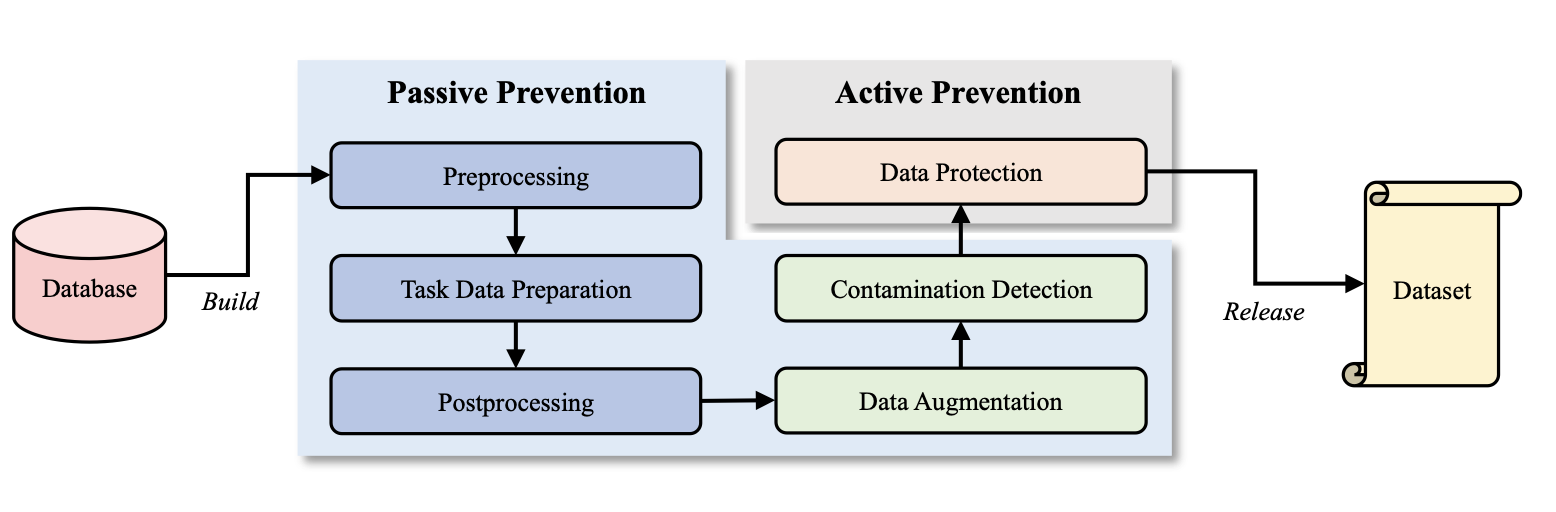 Passive Prevention
Active Prevention
Preprocessing
Data Protection
Database
Build
Task Data Preparation
Contamination Detection
Release
Dataset
Postprocessing
Data Augmentation